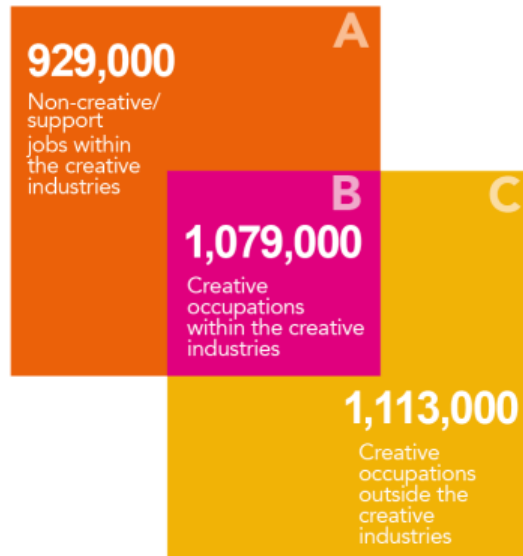 A
929,000
Non-creative/
support
jobs within
the creative
industries
B
1,079,000
Creative
occupations
within the creative
industries
C
1,113,000
Creative
occupations
outside the
creative
industries